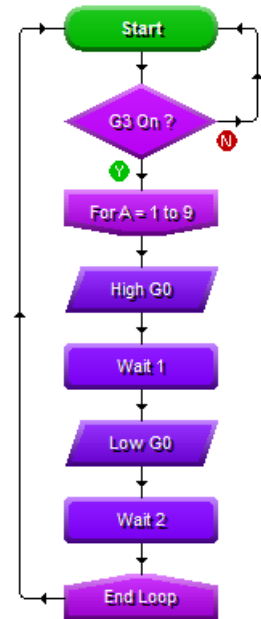 Start
G3 On ?
N
Y
For A = 1 to 9
High G0
Wait 1
Low G0
Wait 2
End Loop